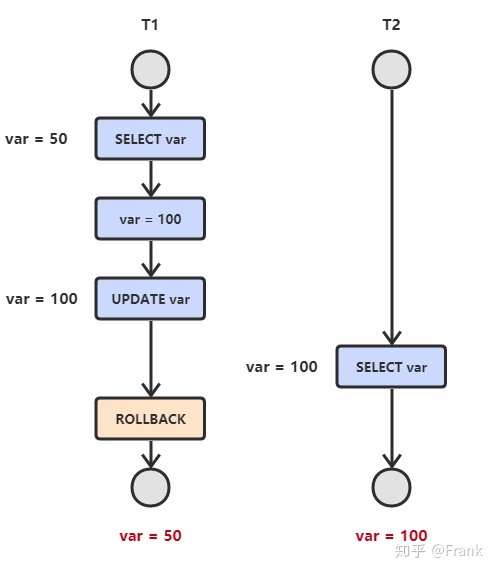 T1
T2
var = 50
SELECT var
var = 100
var = 100
UPDATE var
var = 100
SELECT var
ROLLBACK
var = 50
var = 100
知乎 @Frank